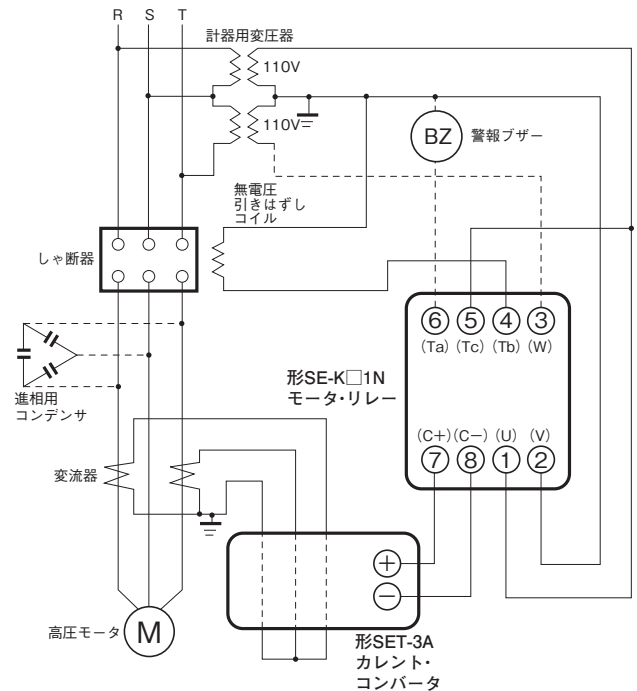 R S T
計器用変圧器
110V
110V
BZ 警報ブザー
無電圧
引きはずし
コイル
しゃ断器
⑥ ⑤ ④ ③
(Ta) (Tc) (Tb) (W)
形SE-K□1N
モータ・リレー
進相用
コンデンサ
(C+) (C−) (U) (V)
⑦ ⑧ ① ②
変流器
+
−
高圧モータ M
形SET-3A
カレント・
コンバータ